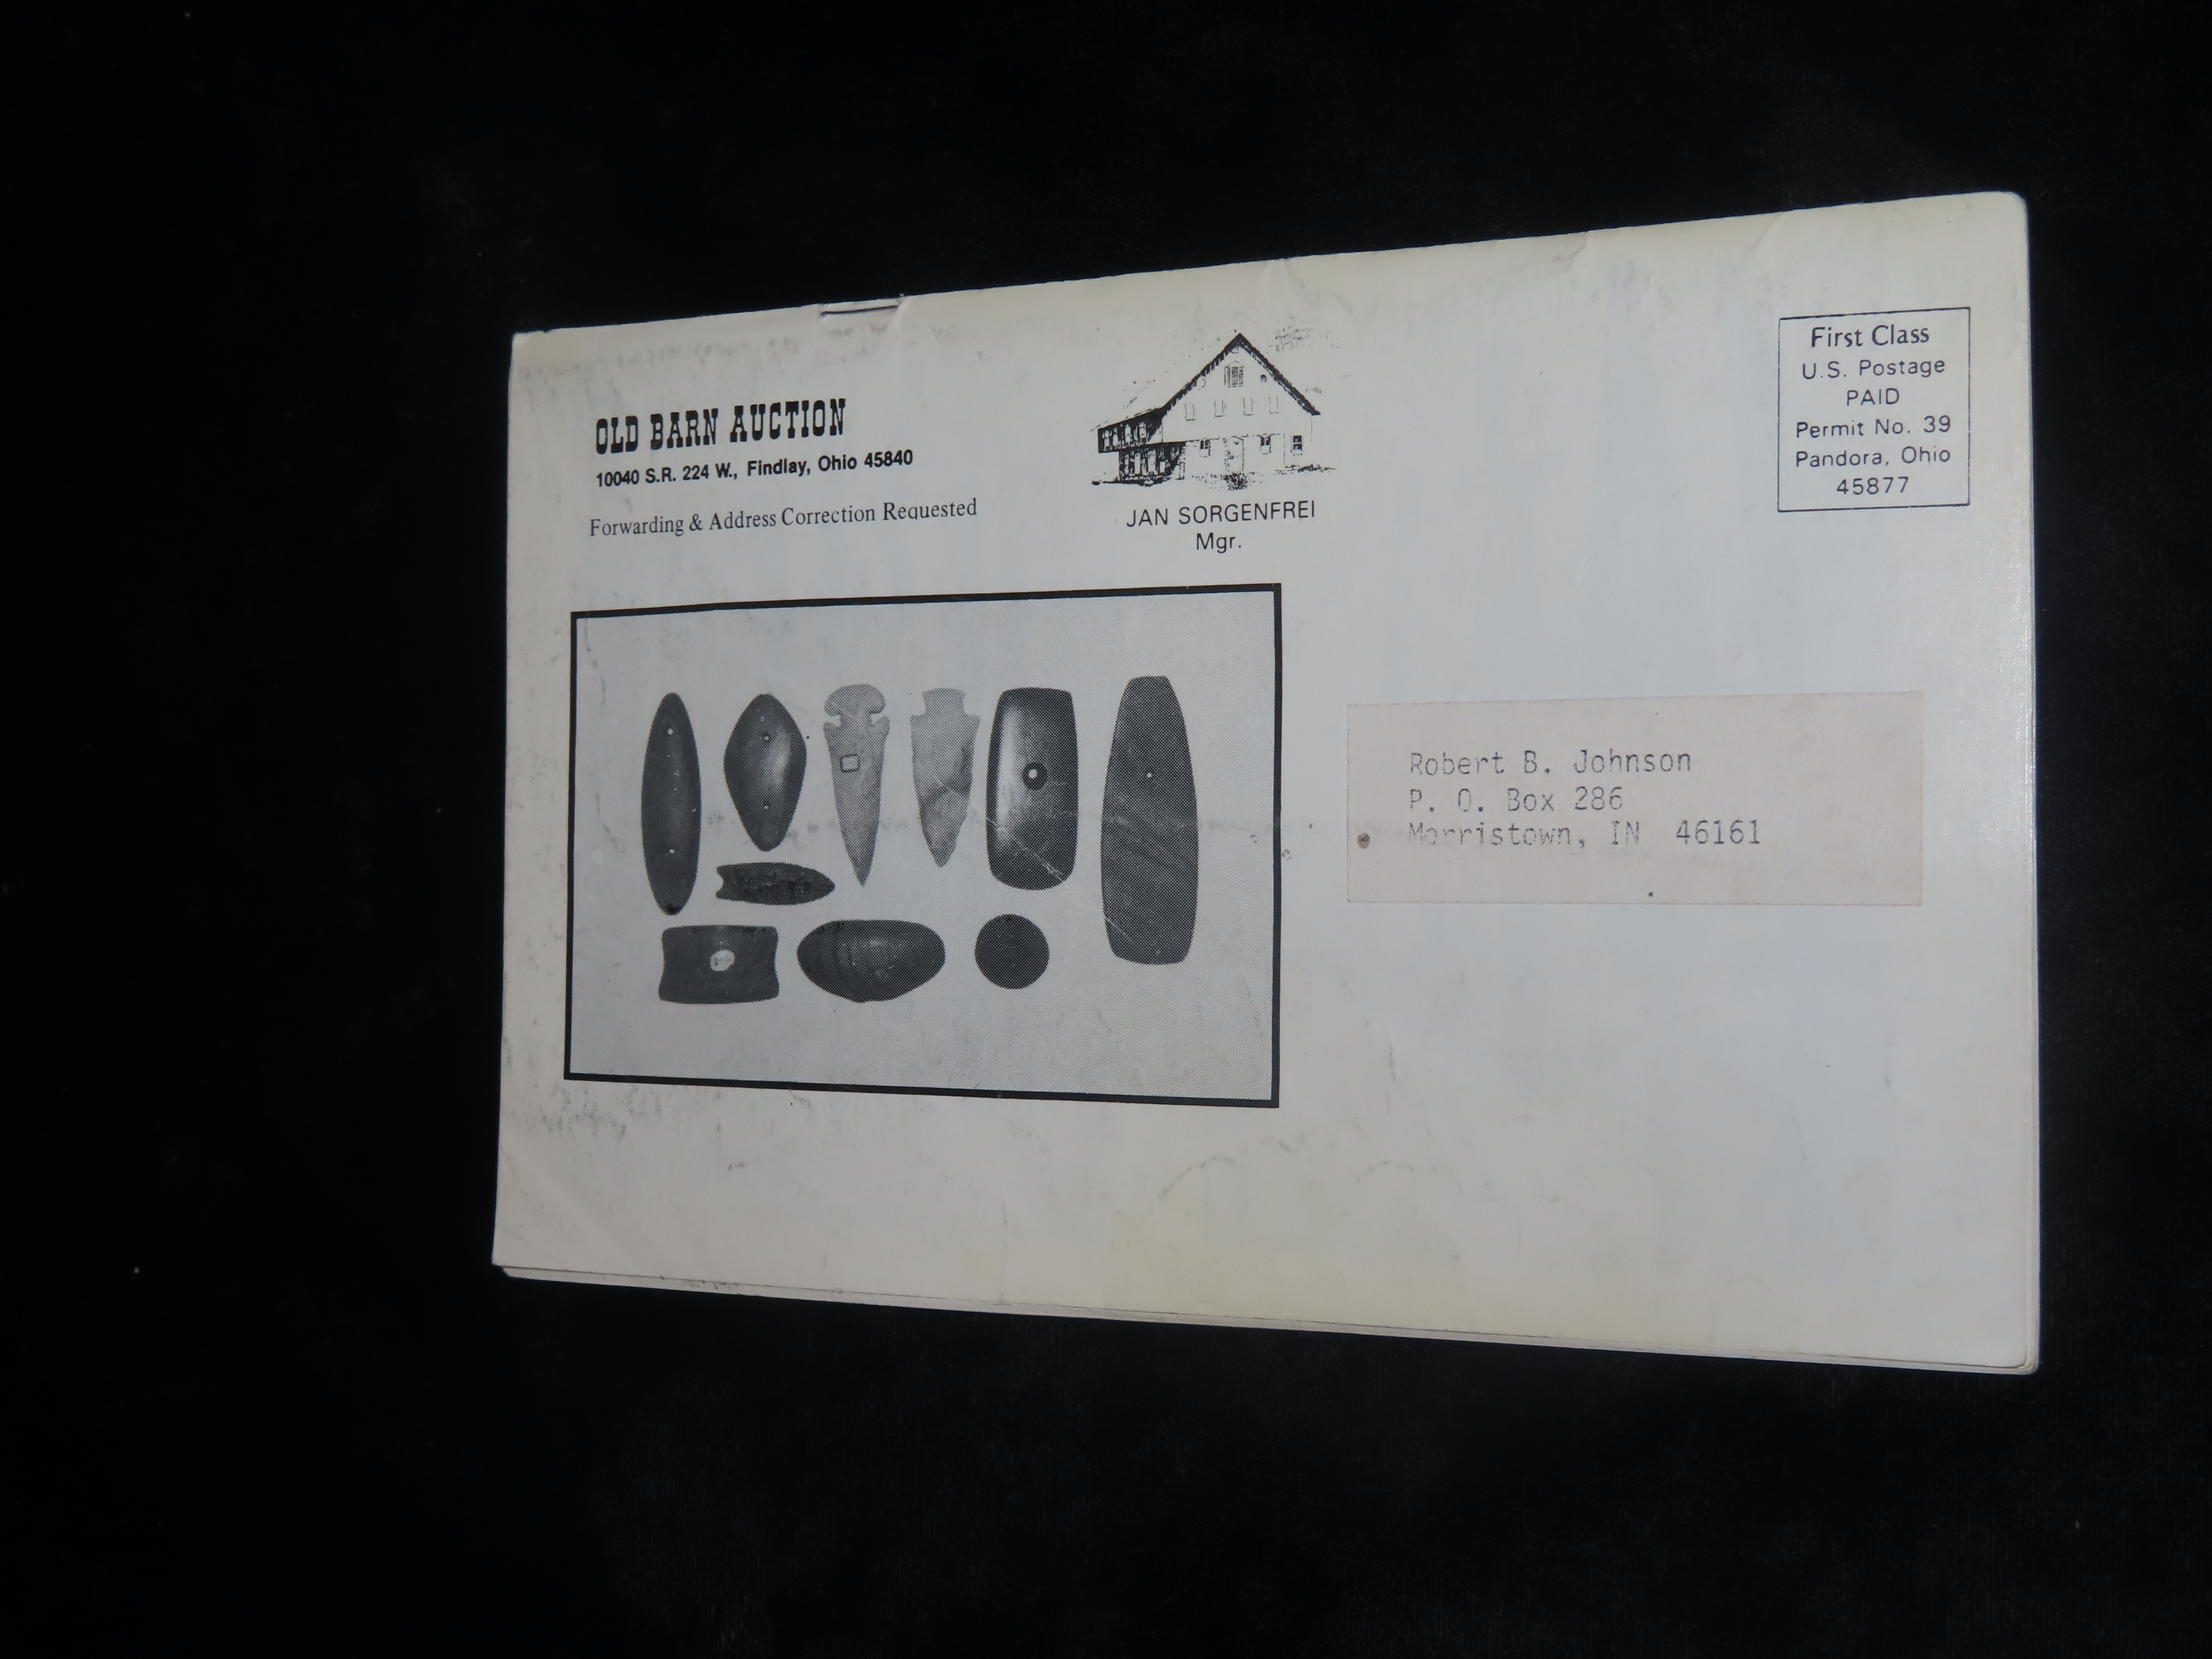 OLD BARN AUCTION
10040 S.R. 224 W., Findlay, Ohio 45840
Forwarding & Address Correction Requested
JAN SORGENFREI
Mgr.
First Class
U.S. Postage
PAID
Permit No. 39
Pandora, Ohio
45877
Robert B. Johnson
P. O. Box 286
Morristown, IN 46161